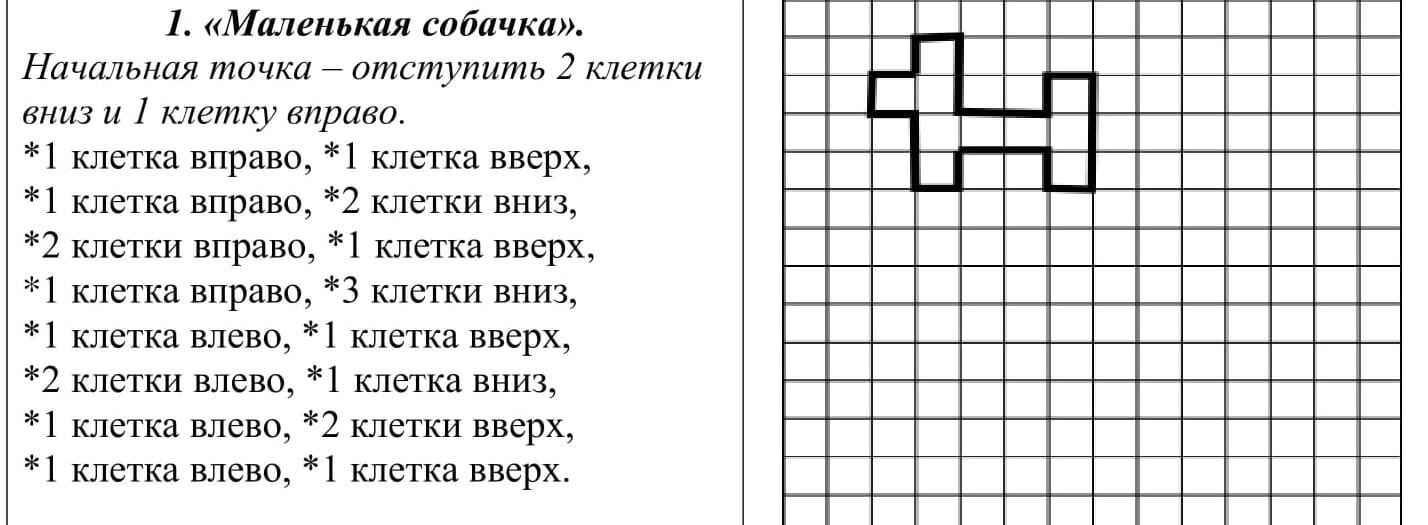 1. «Маленькая собачка».
Начальная точка – отступить 2 клетки
вниз и 1 клетку вправо.
*1 клетка вправо, *1 клетка вверх,
*1 клетка вправо, *2 клетки вниз,
*2 клетки вправо, *1 клетка вверх,
*1 клетка вправо, *3 клетки вниз,
*1 клетка влево, *1 клетка вверх,
*2 клетки влево, *1 клетка вниз,
*1 клетка влево, *2 клетки вверх,
*1 клетка влево, *1 клетка вверх.